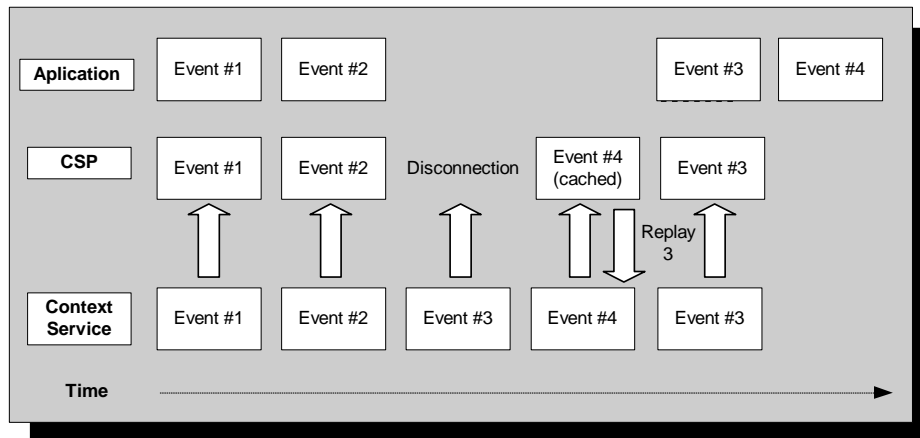 Aplication
Event #1
Event #2
Event #3
Event #4
CSP
Event #1
Event #2
Disconnection
Event #4
(cached)
Event #3
Replay
3
Context
Service
Event #1
Event #2
Event #3
Event #4
Event #3
Time